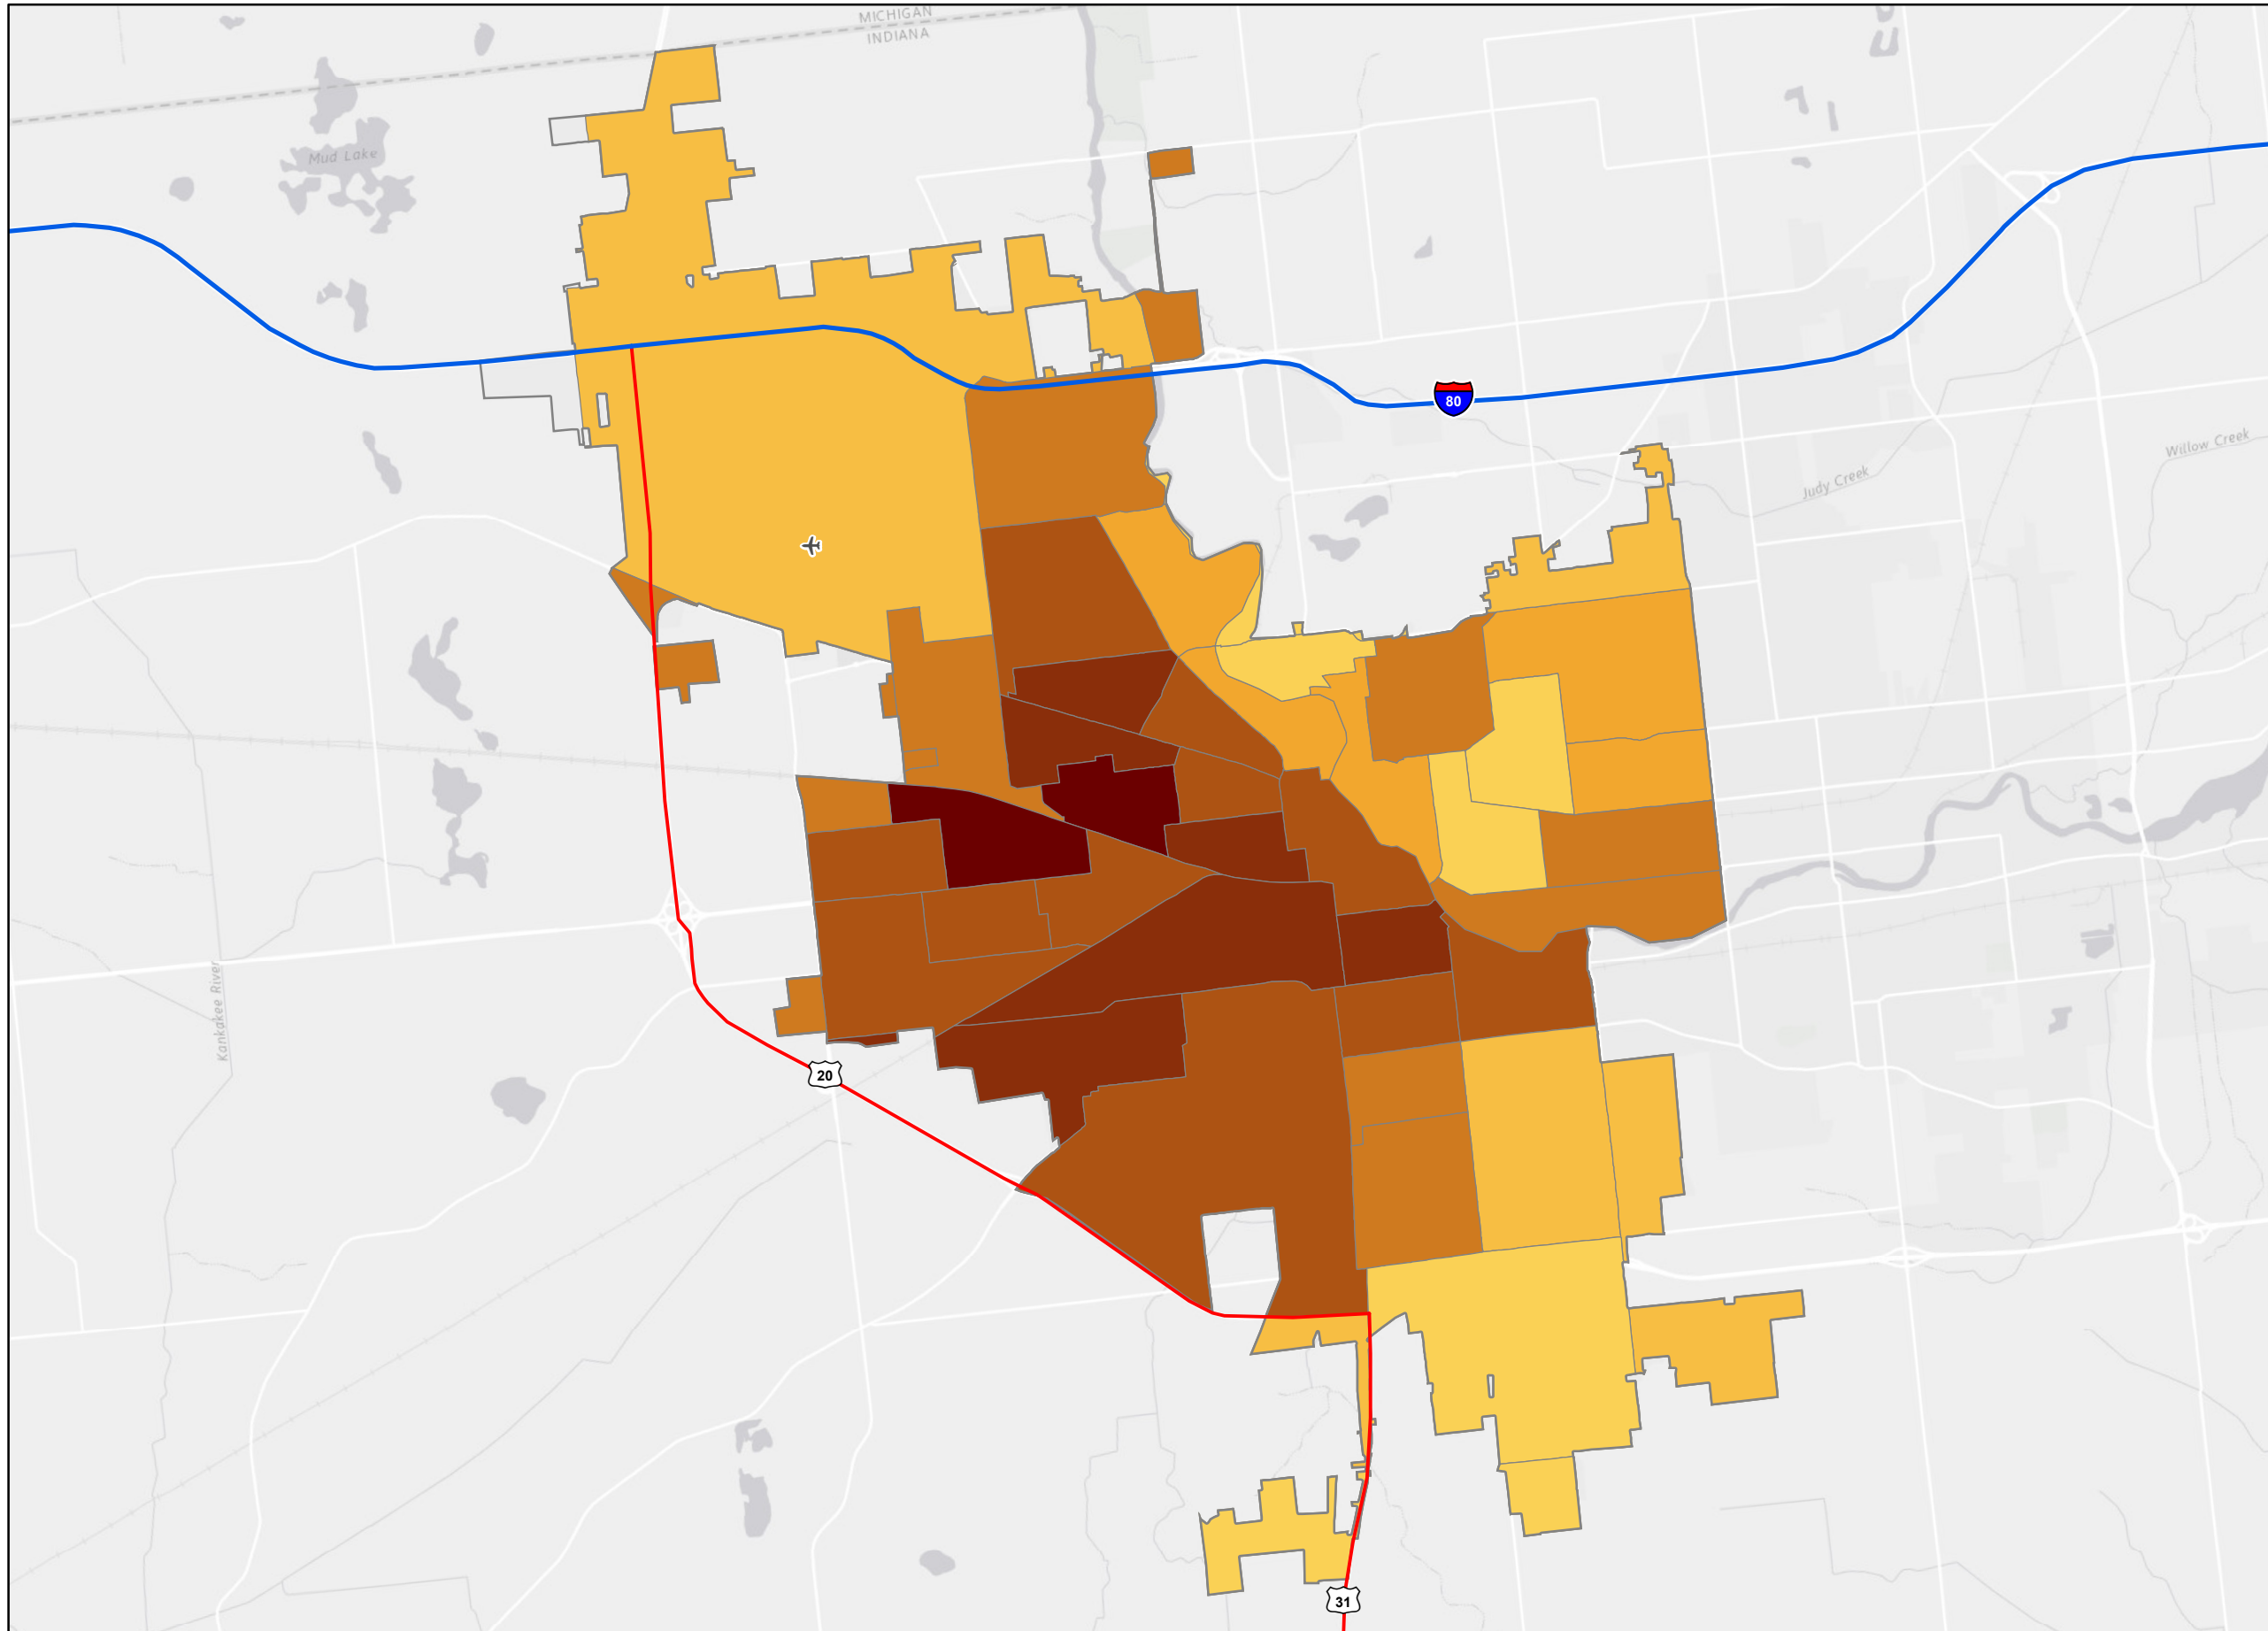 MICHIGAN
INDIANA
Mud Lake
80
Willow Creek
Judy Creek
Kankakee River
20
31